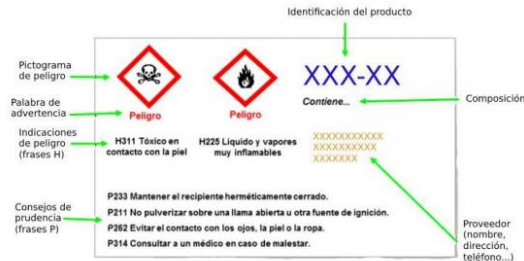 Identificación del producto
Pictograma
de peligro
XXX-XX
Contiene...
Composición
Palabra de
advertencia
Peligro
Peligro
Indicaciones
de peligro
(frases H)
H311 Tóxico en
contacto con la piel
H225 Líquido y vapores
muy inflamables
XXXXXXXXXXX
XXXXXXXXXX
XXXXXXX
Consejos de
prudencia
(frases P)
P233 Mantener el recipiente herméticamente cerrado.
P211 No pulverizar sobre una llama abierta u otra fuente de ignición.
P262 Evitar el contacto con los ojos, la piel o la ropa.
P314 Consultar a un médico en caso de malestar.
Proveedor
(nombre,
dirección,
teléfono...)